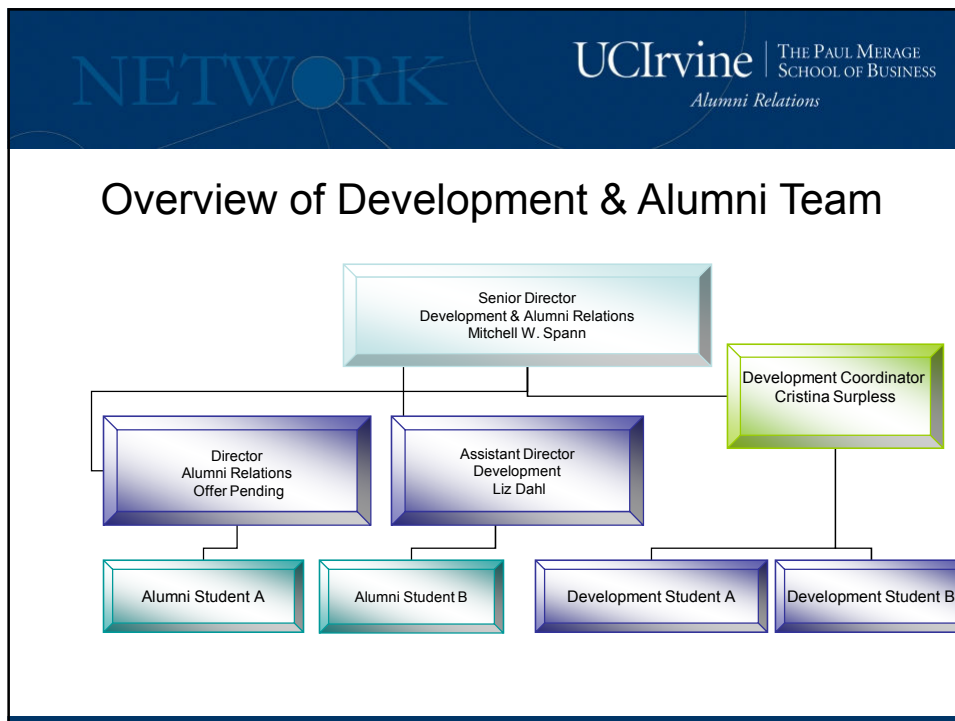 NETWORK
UCIrvine
THE PAUL MERAGE
SCHOOL OF BUSINESS
Alumni Relations
Overview of Development & Alumni Team
Senior Director
Development & Alumni Relations
Mitchell W. Spann
Development Coordinator
Cristina Surpless
Director
Alumni Relations
Offer Pending
Assistant Director
Development
Liz Dahl
Alumni Student A
Alumni Student B
Development Student A
Development Student B